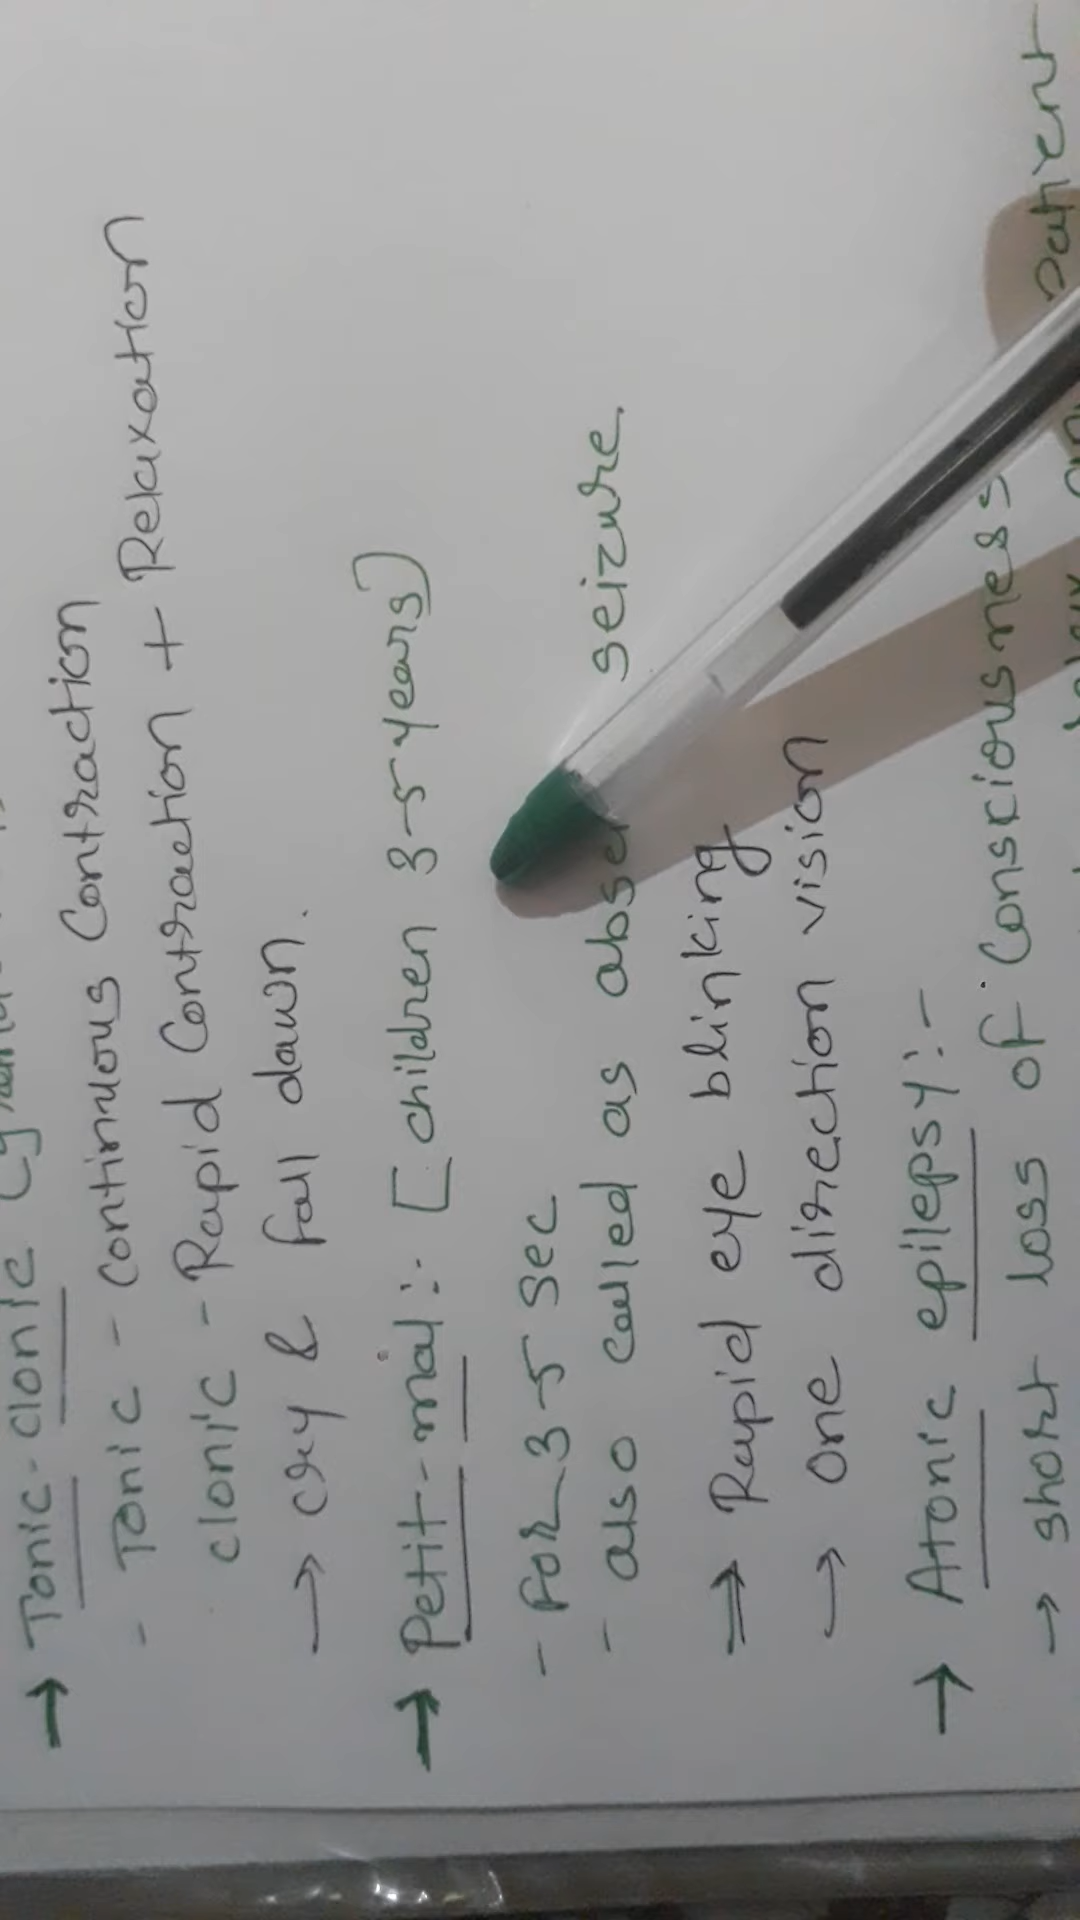 → Tonic-clonic
- Tonic - continuous Contraction
clonic - Rapid Contraction + Relaxation
→ cry & fall down.
→ Petit-mal :- [children 3-5 years]
- For 3-5 sec
- also called as abse seizure
⇒ Rapid eye blinking
→ one direction vision
→ Atonic epilepsy :-
→ short loss of Consciousness
patient